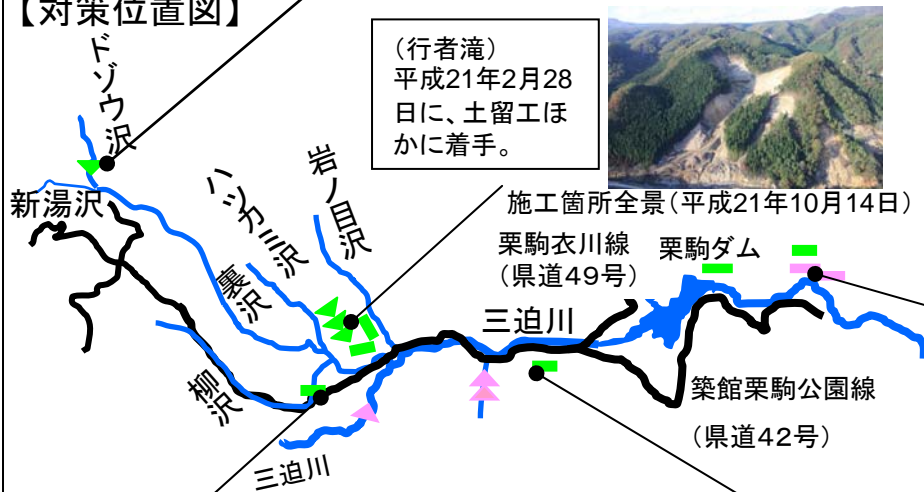 【対策位置図】
ドゾウ沢
(行者滝)
平成21年2月28
日に、土留工ほ
かに着手。
施工箇所全景(平成21年10月14日)
新湯沢
裏沢
ハツカ三沢
岩ノ目沢
栗駒衣川線
(県道49号)
栗駒ダム
三迫川
柳沢
築館栗駒公園線
(県道42号)
三迫川